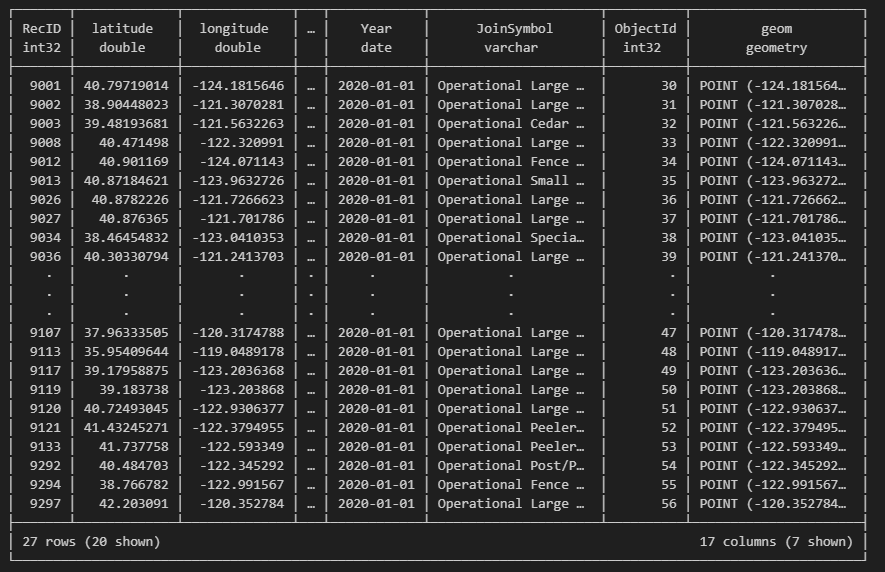 RecID latitude longitude … Year JoinSymbol ObjectId geom
int32 double double date varchar int32 geometry
9001 40.79719014 -124.1815646 … 2020-01-01 Operational Large … 30 POINT (-124.181564…
9002 38.90448023 -121.3070281 … 2020-01-01 Operational Large … 31 POINT (-121.307028…
9003 39.48193681 -121.5632263 … 2020-01-01 Operational Cedar … 32 POINT (-121.563226…
9008 40.471498 -122.320991 … 2020-01-01 Operational Large … 33 POINT (-122.320991…
9012 40.901169 -124.071143 … 2020-01-01 Operational Fence … 34 POINT (-124.071143…
9013 40.87184621 -123.9632726 … 2020-01-01 Operational Small … 35 POINT (-123.963272…
9026 40.8782226 -121.7266623 … 2020-01-01 Operational Large … 36 POINT (-121.726662…
9027 40.876365 -121.701786 … 2020-01-01 Operational Large … 37 POINT (-121.701786…
9034 38.46454832 -123.0410353 … 2020-01-01 Operational Specia… 38 POINT (-123.041035…
9036 40.30330794 -121.2413703 … 2020-01-01 Operational Large … 39 POINT (-121.241370…
· · · · · · · ·
· · · · · · · ·
· · · · · · · ·
9107 37.96333505 -120.3174788 … 2020-01-01 Operational Large … 47 POINT (-120.317478…
9113 35.95409644 -119.0489178 … 2020-01-01 Operational Large … 48 POINT (-119.048917…
9117 39.17958875 -123.2036368 … 2020-01-01 Operational Large … 49 POINT (-123.203636…
9119 39.183738 -123.203868 … 2020-01-01 Operational Large … 50 POINT (-123.203868…
9120 40.72493045 -122.9306377 … 2020-01-01 Operational Large … 51 POINT (-122.930637…
9121 41.43245271 -122.3794955 … 2020-01-01 Operational Peeler… 52 POINT (-122.379495…
9133 41.737758 -122.593349 … 2020-01-01 Operational Peeler… 53 POINT (-122.593349…
9292 40.484703 -122.345292 … 2020-01-01 Operational Post/P… 54 POINT (-122.345292…
9294 38.766782 -122.991567 … 2020-01-01 Operational Fence … 55 POINT (-122.991567…
9297 42.203091 -120.352784 … 2020-01-01 Operational Large … 56 POINT (-120.352784…
27 rows (20 shown) 17 columns (7 shown)